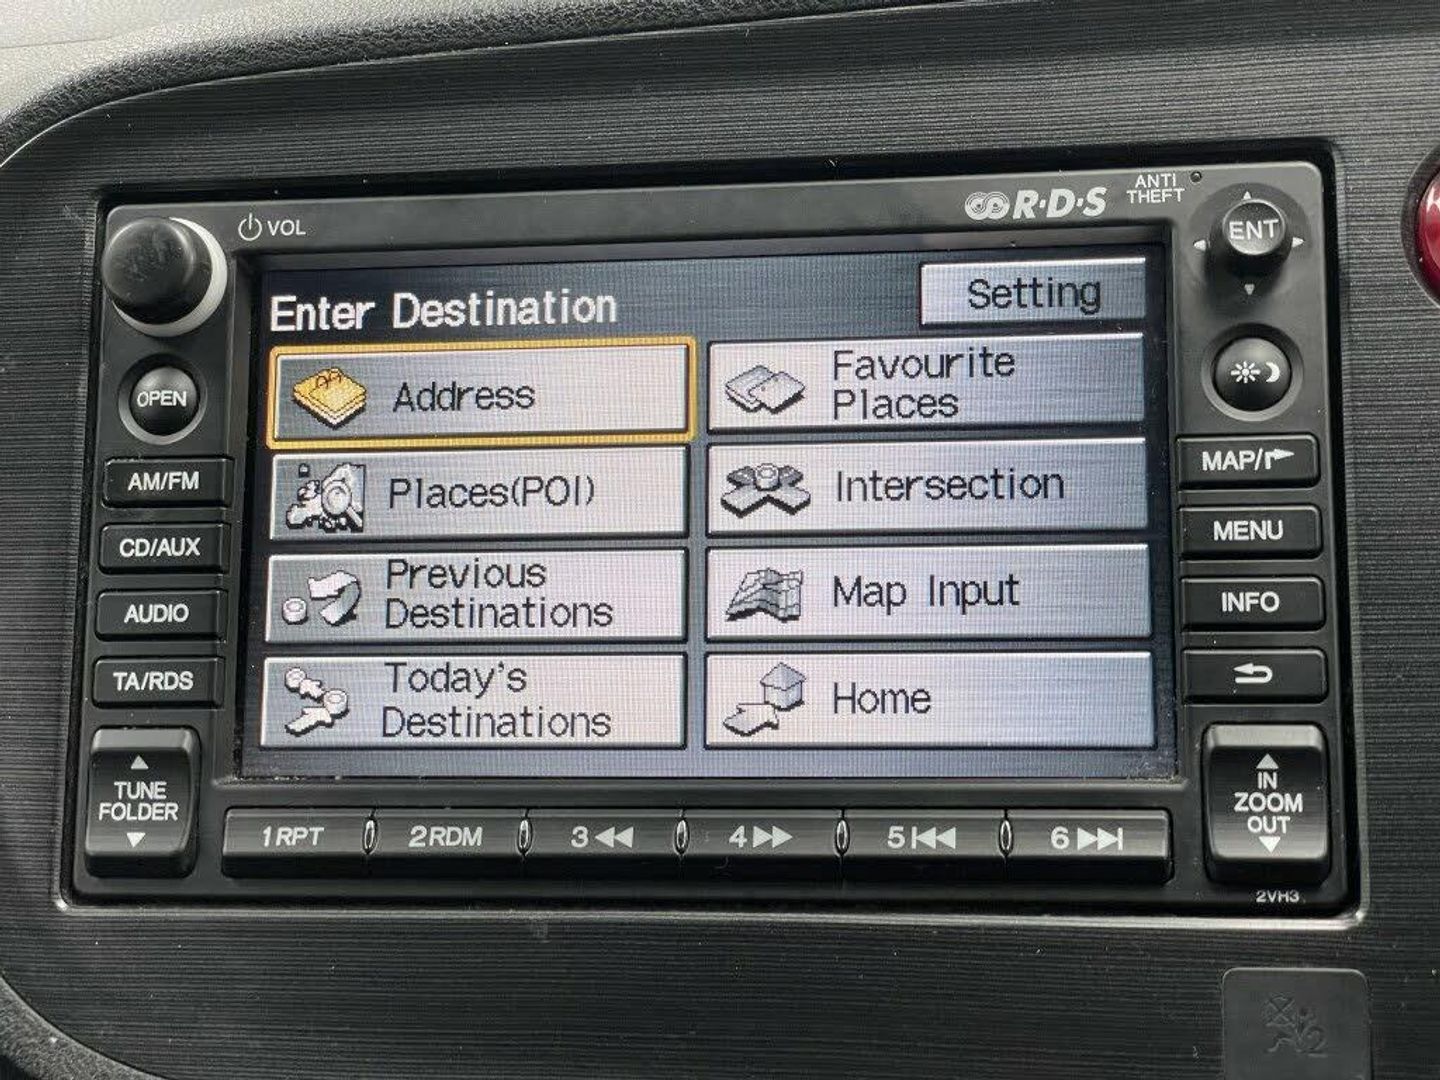 VOL
R·D·S
ANTI
THEFT
ENT
Enter Destination
Setting
OPEN
Address
Favourite
Places
AM/FM
Places(POI)
Intersection
MAP/
CD/AUX
Previous
Destinations
Map Input
MENU
AUDIO
INFO
TA/RDS
Today's
Destinations
Home
TUNE
FOLDER
IN
ZOOM
OUT
1RPT
2RDM
3
4
5
6
2VH3
2